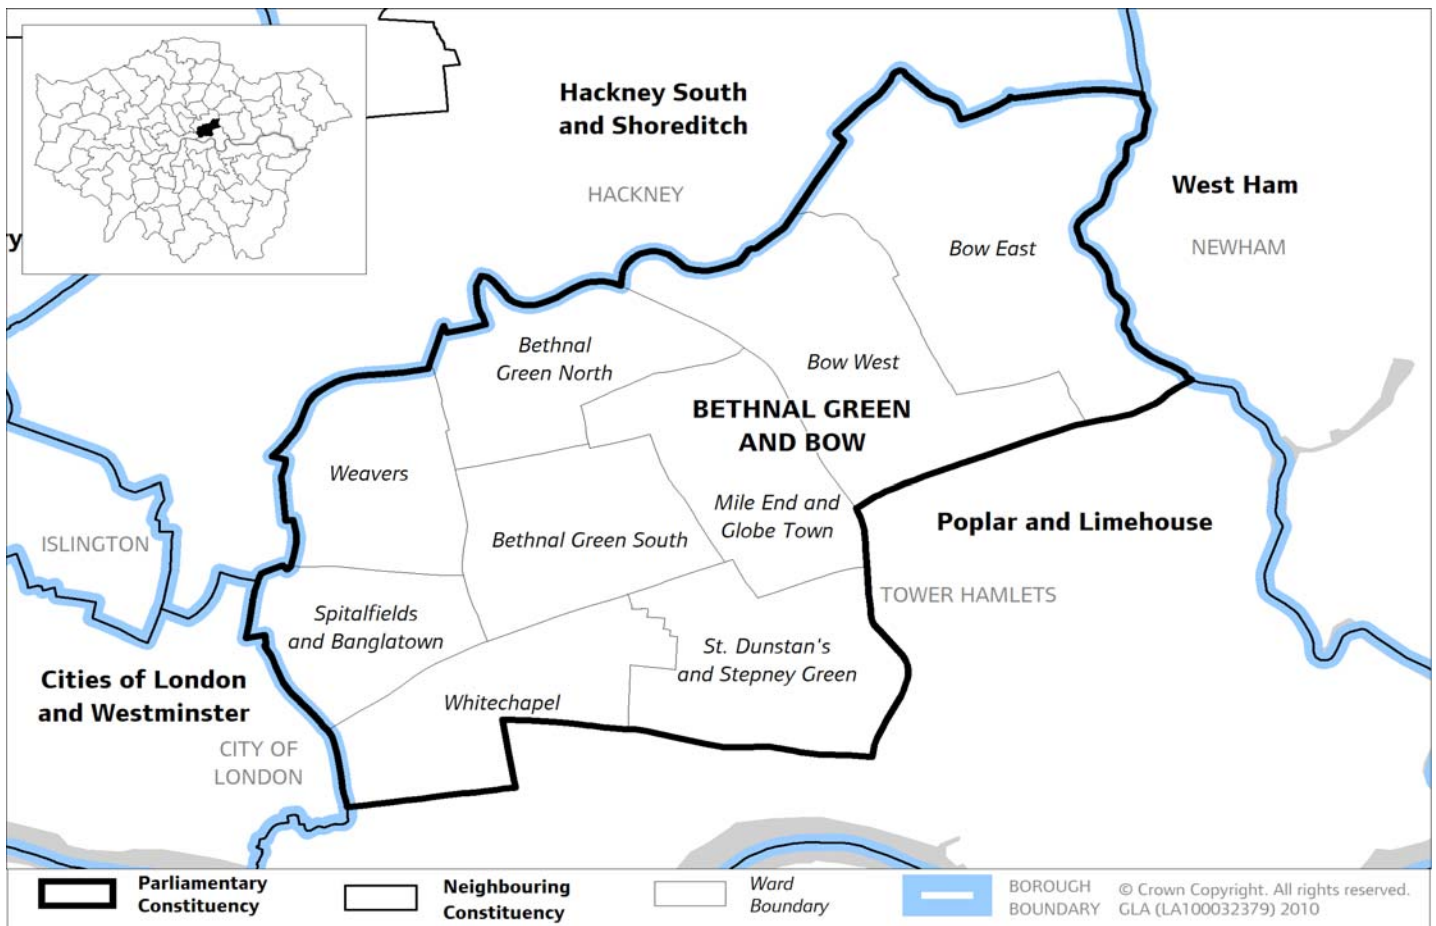 Hackney South
and Shoreditch
HACKNEY
West Ham
NEWHAM
y
Bow East
Bethnal
Green North
Bow West
BETHNAL GREEN
AND BOW
Weavers
Mile End and
Globe Town
Bethnal Green South
Poplar and Limehouse
ISLINGTON
TOWER HAMLETS
Spitalfields
and Banglatown
St. Dunstan's
and Stepney Green
Cities of London
and Westminster
Whitechapel
CITY OF
LONDON
Parliamentary
Constituency
Neighbouring
Constituency
Ward
Boundary
BOROUGH
BOUNDARY
© Crown Copyright. All rights reserved.
GLA (LA100032379) 2010